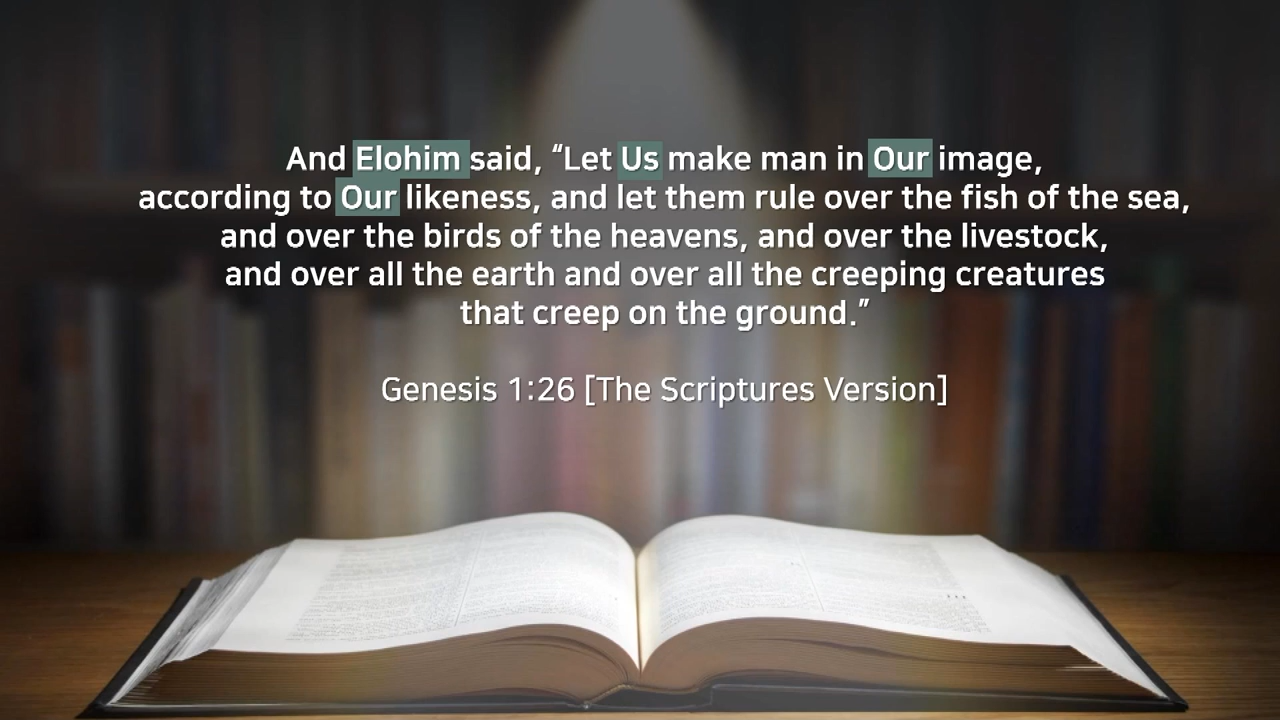 And Elohim said, “Let Us make man in Our image,
according to Our likeness, and let them rule over the fish of the sea,
and over the birds of the heavens, and over the livestock,
and over all the earth and over all the creeping creatures
that creep on the ground.”
Genesis 1:26 [The Scriptures Version]